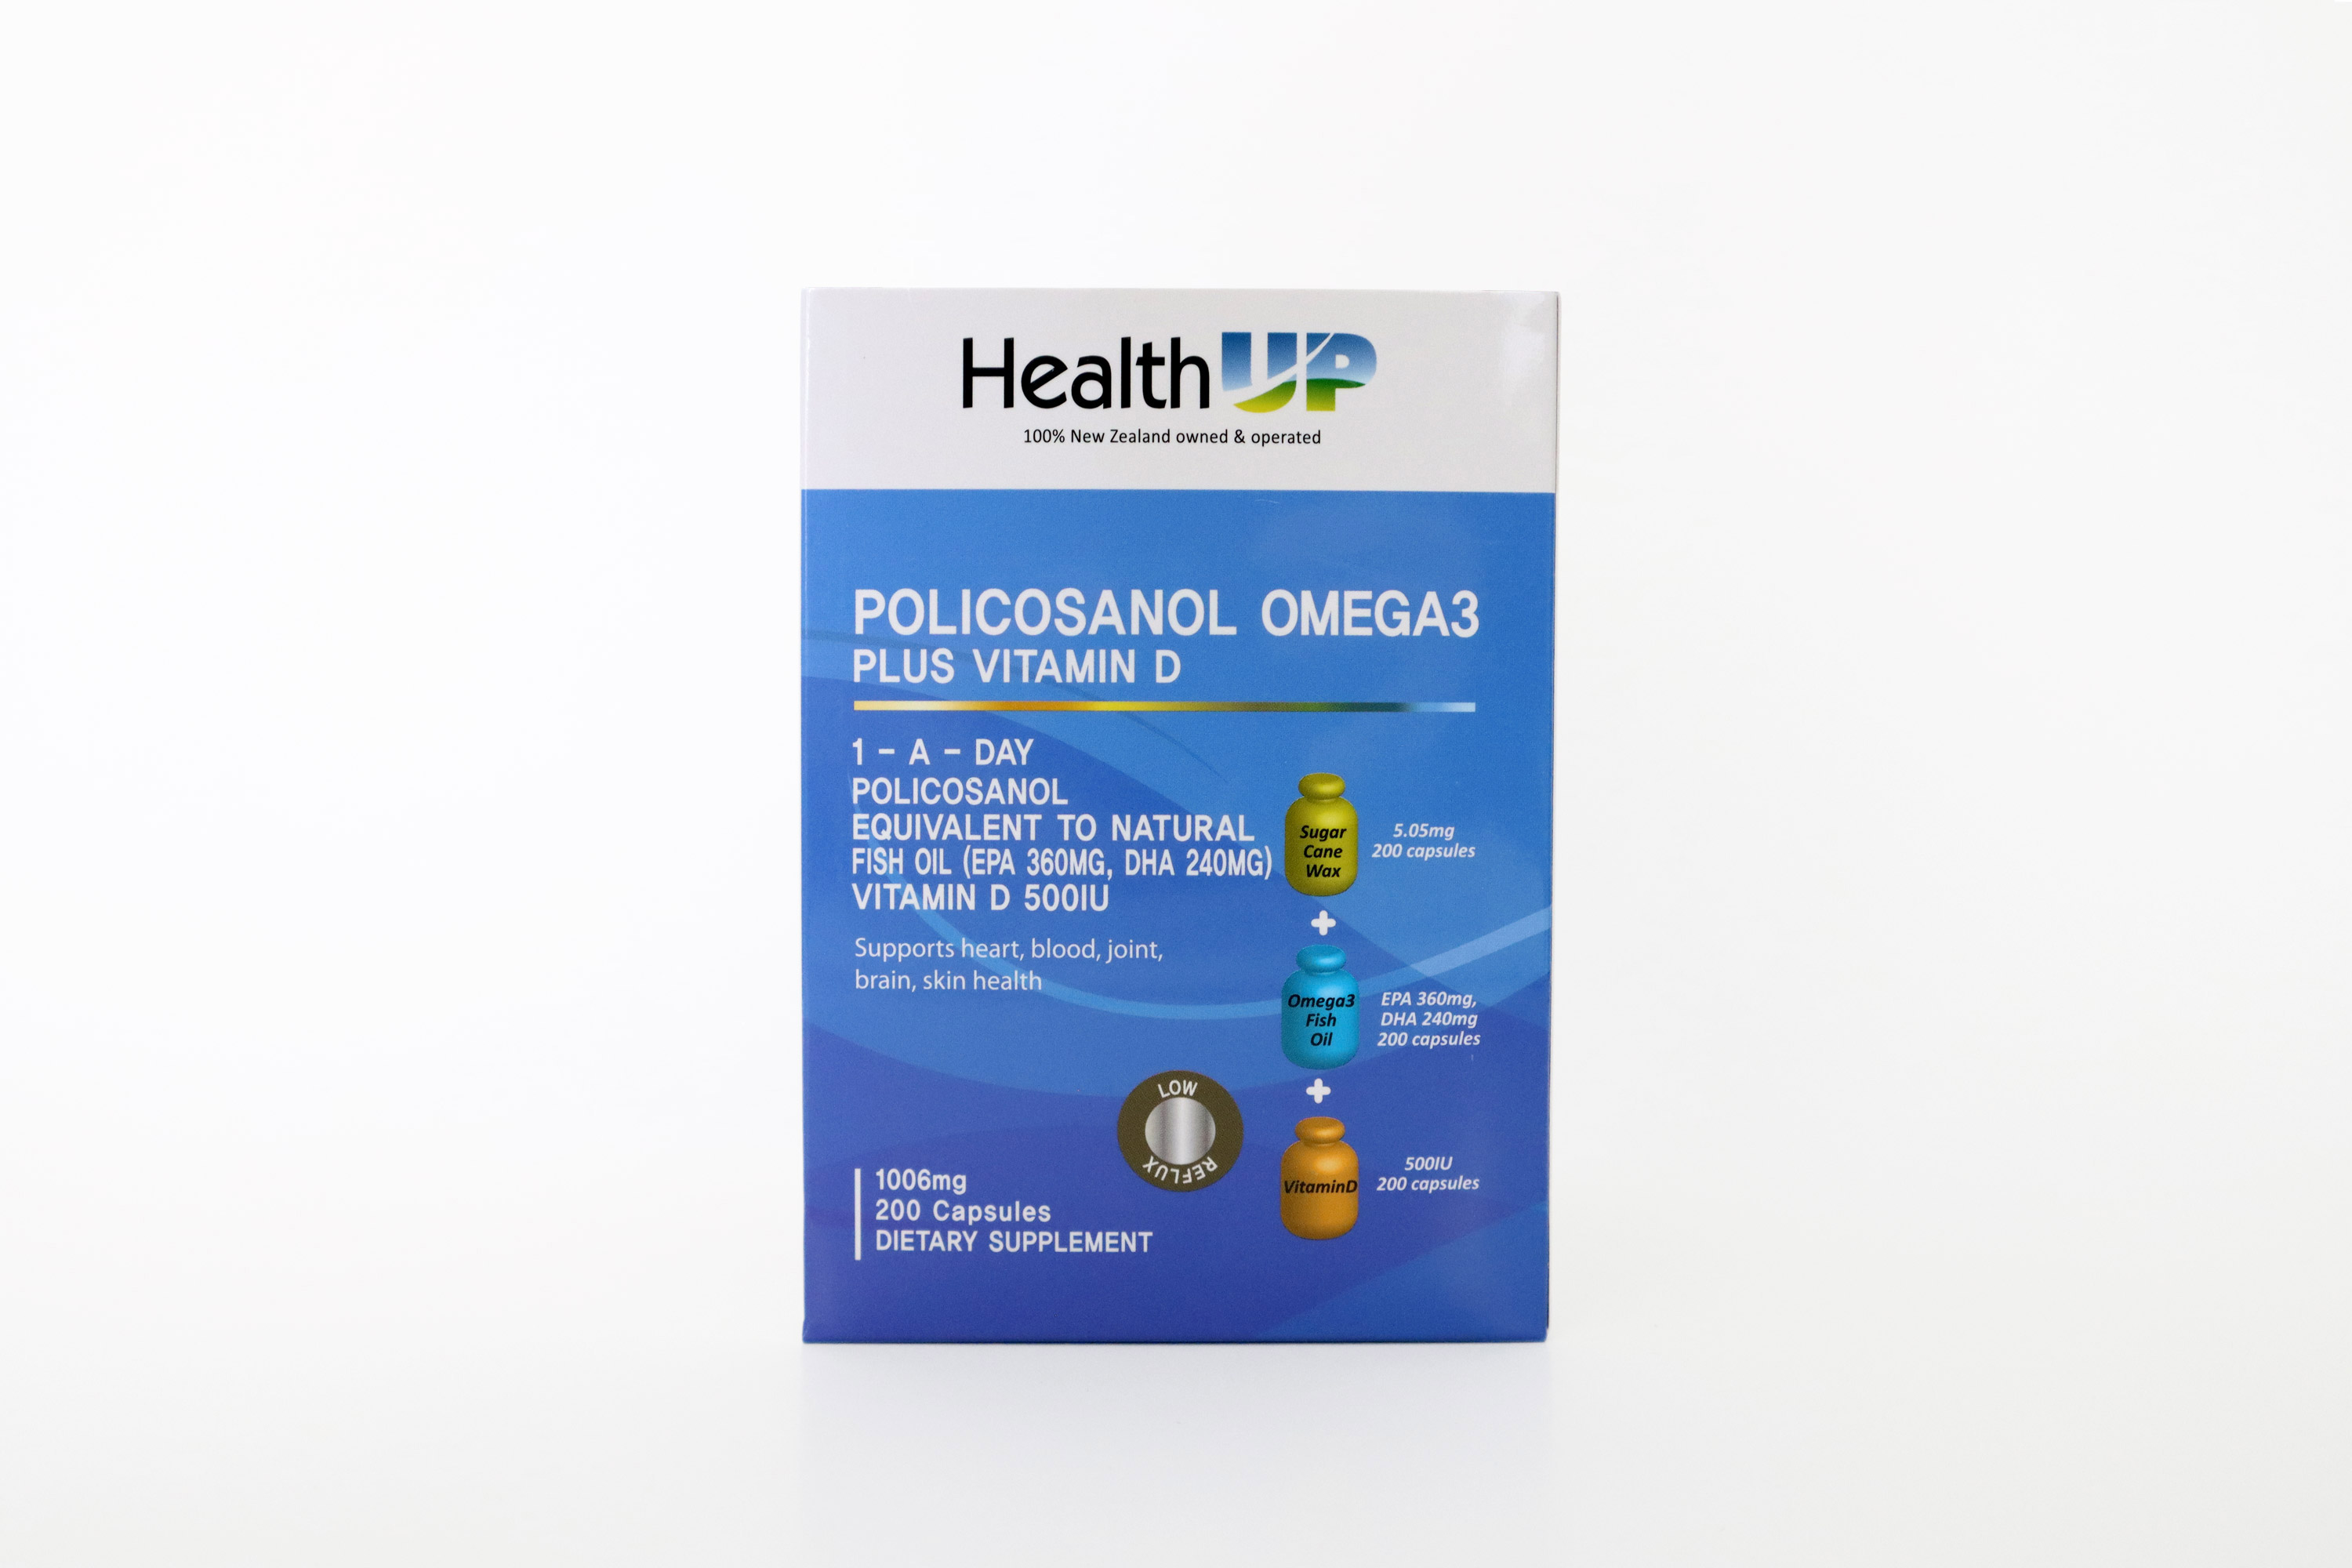 HealthUP
100% New Zealand owned & operated
POLICOSANOL OMEGA3
PLUS VITAMIN D
1 - A - DAY
POLICOSANOL
EQUIVALENT TO NATURAL
FISH OIL (EPA 360MG, DHA 240MG)
VITAMIN D 500IU
Supports heart, blood, joint,
brain, skin health
Sugar
Cane
Wax
5.05mg
200 capsules
+
Omega3
Fish
Oil
EPA 360mg,
DHA 240mg
200 capsules
+
VitaminD
500IU
200 capsules
LOW
REFLUX
1006mg
200 Capsules
DIETARY SUPPLEMENT